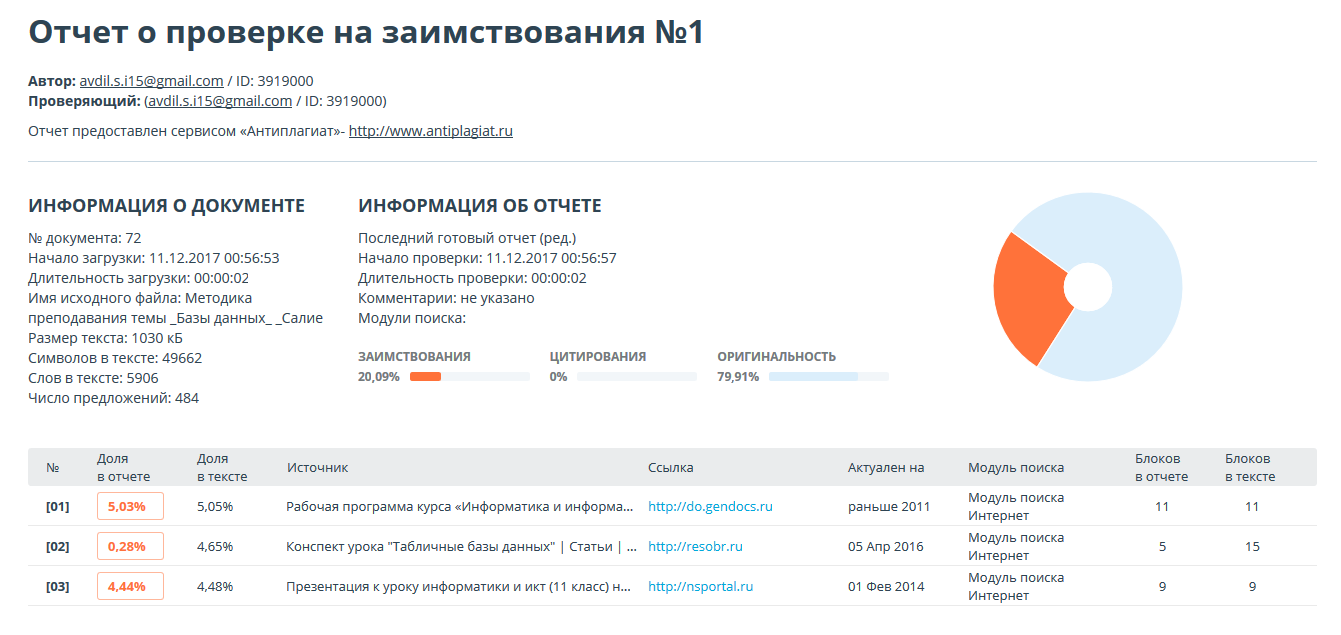 Отчет о проверке на заимствования №1
Автор: avdil.s.i15@gmail.com / ID: 3919000
Проверяющий: (avdil.s.i15@gmail.com / ID: 3919000)
Отчет предоставлен сервисом «Антиплагиат»- http://www.antiplagiat.ru
ИНФОРМАЦИЯ О ДОКУМЕНТЕ
№ документа: 72
Начало загрузки: 11.12.2017 00:56:53
Длительность загрузки: 00:00:02
Имя исходного файла: Методика
преподавания темы _Базы данных_ _Салие
Размер текста: 1030 кБ
Символов в тексте: 49662
Слов в тексте: 5906
Число предложений: 484
ИНФОРМАЦИЯ ОБ ОТЧЕТЕ
Последний готовый отчет (ред.)
Начало проверки: 11.12.2017 00:56:57
Длительность проверки: 00:00:02
Комментарии: не указано
Модули поиска:
ЗАИМСТВОВАНИЯ
20,09%
ЦИТИРОВАНИЯ
0%
ОРИГИНАЛЬНОСТЬ
79,91%
№
Доля
в отчете
Доля
в тексте
Источник
Ссылка
Актуален на
Модуль поиска
Блоков
в отчете
Блоков
в тексте
[01] 5,03% 5,05% Рабочая программа курса «Информатика и информа... http://do.gendocs.ru раньше 2011
Модуль поиска
Интернет
11 11
[02] 0,28% 4,65% Конспект урока "Табличные базы данных" | Статьи | ... http://resobr.ru 05 Апр 2016
Модуль поиска
Интернет
5 15
[03] 4,44% 4,48% Презентация к уроку информатики и икт (11 класс) н... http://nsportal.ru 01 Фев 2014
Модуль поиска
Интернет
9 9